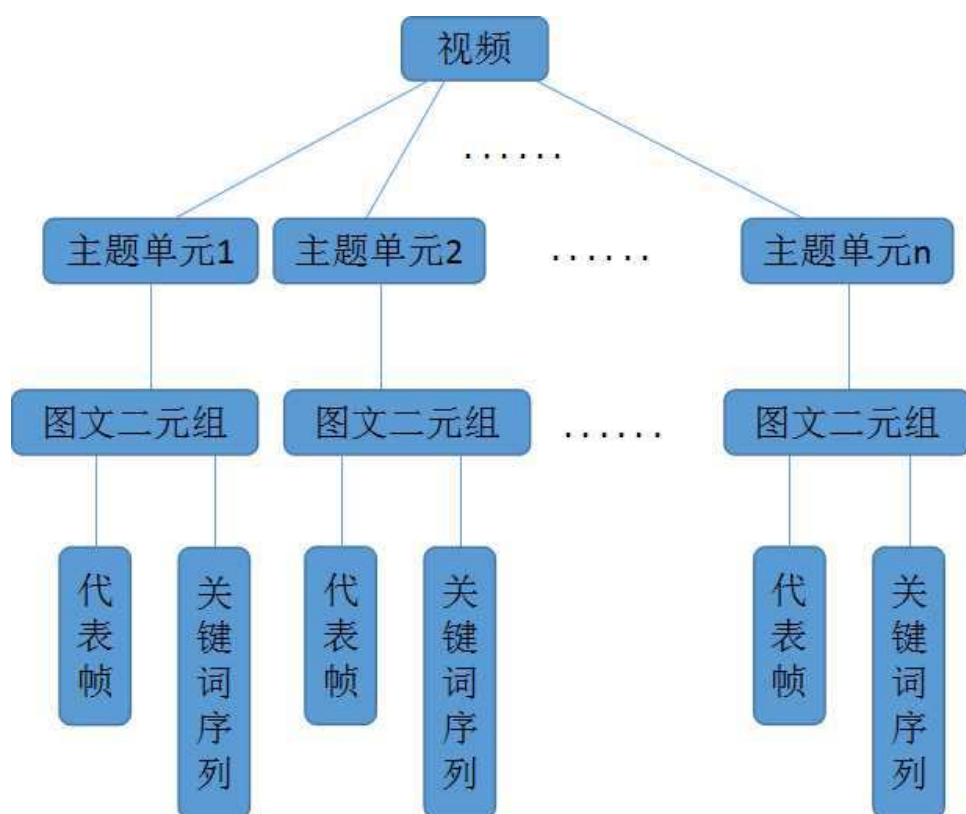 视频
......
主题单元1
主题单元2
......
主题单元n
图文二元组
图文二元组
......
图文二元组
代表帧
关键词序列
代表帧
关键词序列
代表帧
关键词序列